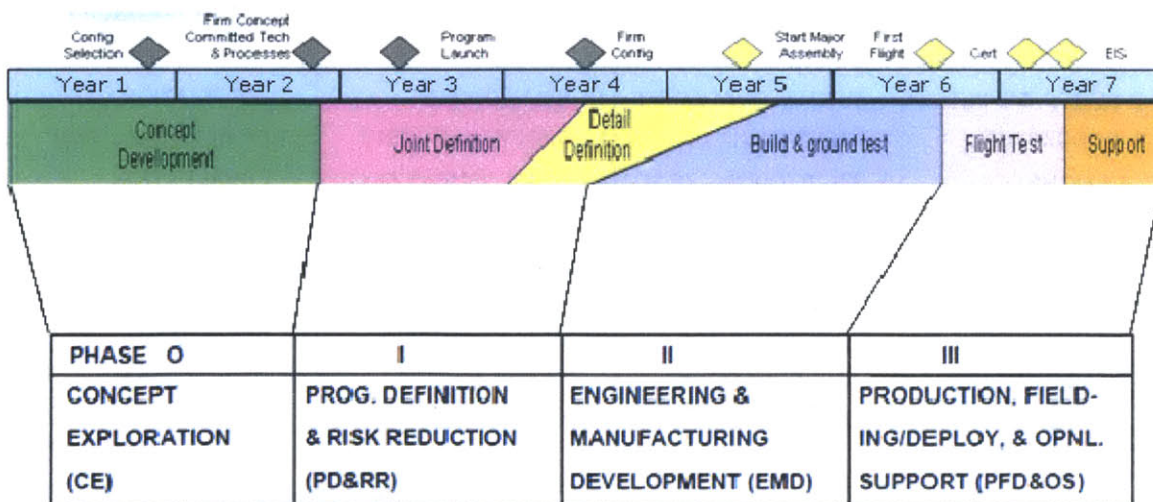 Config
Selection
Firm Concept
Committed Tech
& Processes
Program
Launch
Firm
Config
Start Major
Assembly
First
Flight
Cert
EIS
Year 1
Year 2
Year 3
Year 4
Year 5
Year 6
Year 7
Concept
Development
Joint Definition
Detail
Definition
Build & ground test
Flight Test
Support
PHASE 0
I
II
III
CONCEPT
EXPLORATION
(CE)
PROG. DEFINITION
& RISK REDUCTION
(PD&RR)
ENGINEERING &
MANUFACTURING
DEVELOPMENT (EMD)
PRODUCTION, FIELD-
ING/DEPLOY, & OPNL.
SUPPORT (PFD&OS)